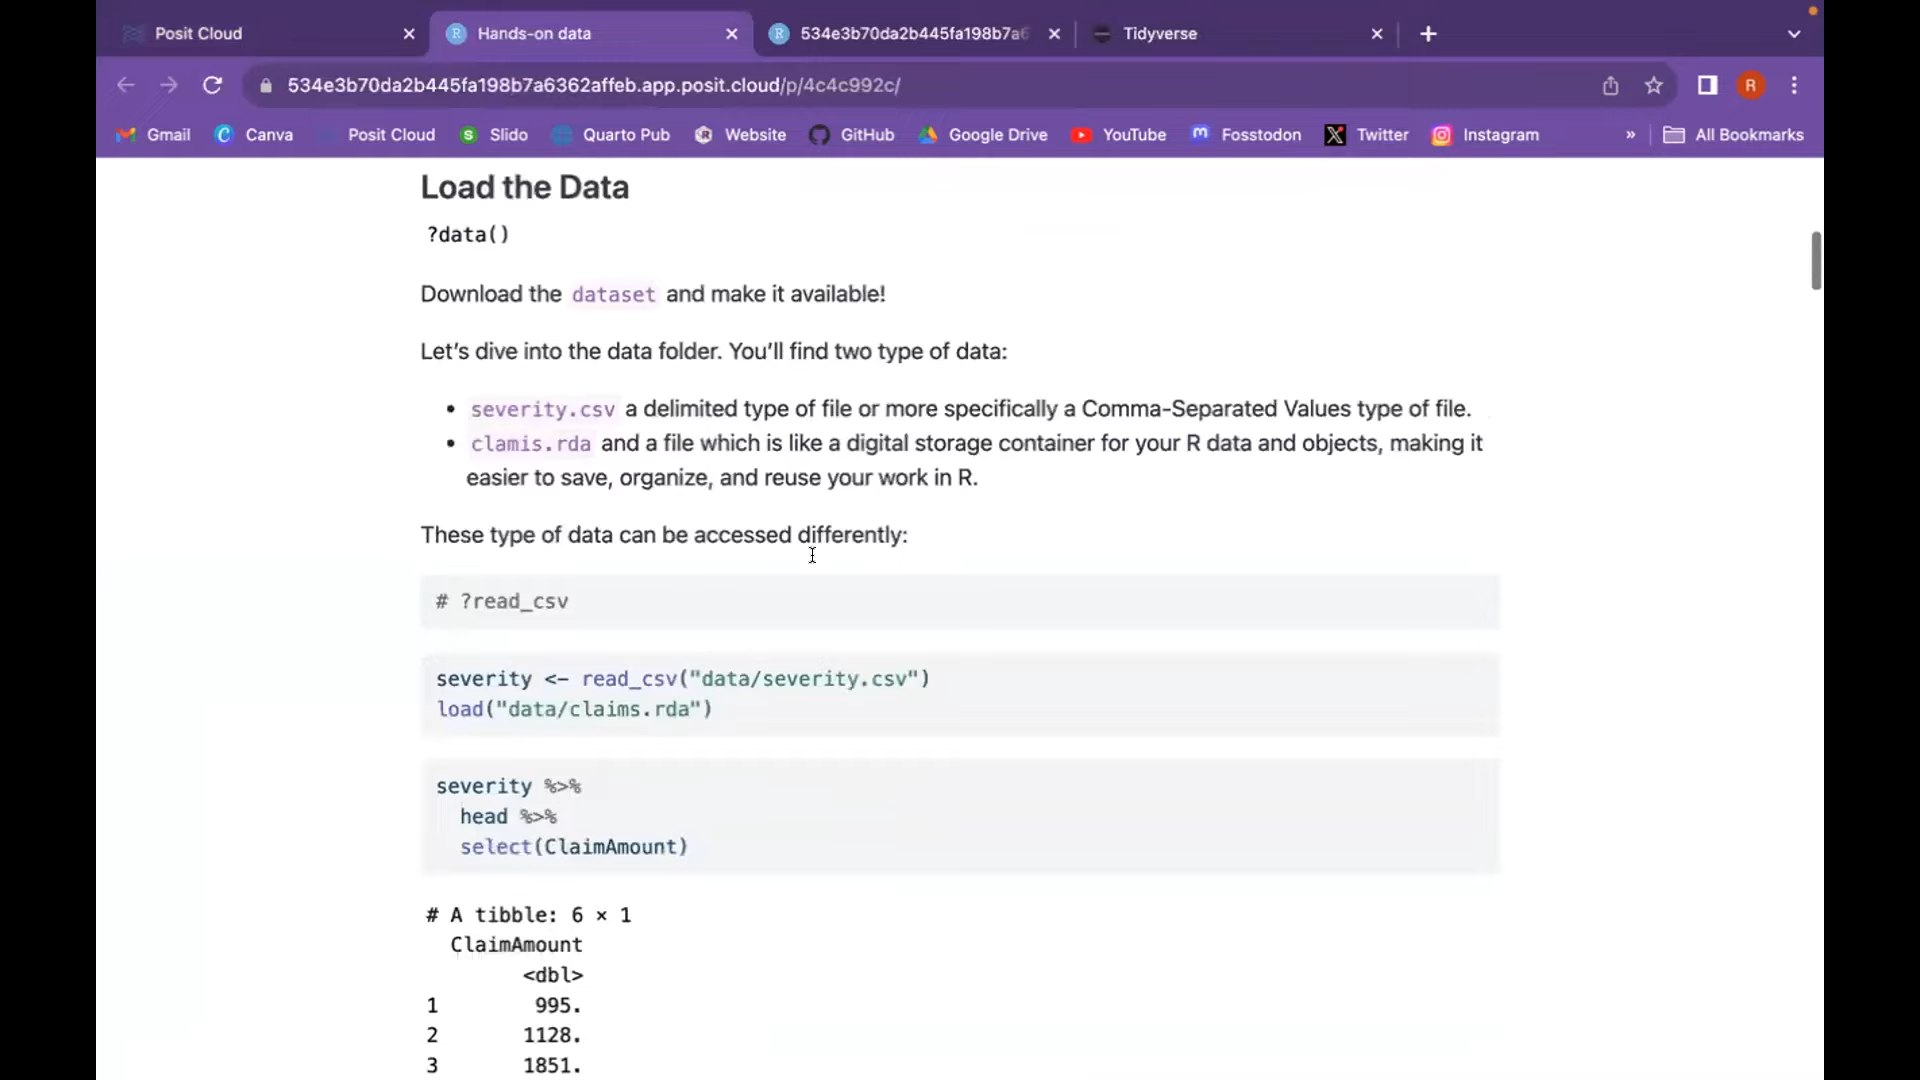 Posit Cloud
Hands-on data
534e3b70da2b445fa198b7a6
Tidyverse
534e3b70da2b445fa198b7a6362affeb.app.posit.cloud/p/4c4c992c/
R
Gmail
Canva
Posit Cloud
Slido
Quarto Pub
Website
GitHub
Google Drive
YouTube
Fosstodon
Twitter
Instagram
»
All Bookmarks
Load the Data
?data()
Download the dataset and make it available!
Let’s dive into the data folder. You’ll find two type of data:
• severity.csv a delimited type of file or more specifically a Comma-Separated Values type of file.
• clamis.rda and a file which is like a digital storage container for your R data and objects, making it
easier to save, organize, and reuse your work in R.
These type of data can be accessed differently:
# ?read_csv
severity <- read_csv("data/severity.csv")
load("data/claims.rda")
severity %>%
head %>%
select(ClaimAmount)
# A tibble: 6 × 1
ClaimAmount
<dbl>
1 995.
2 1128.
3 1851.